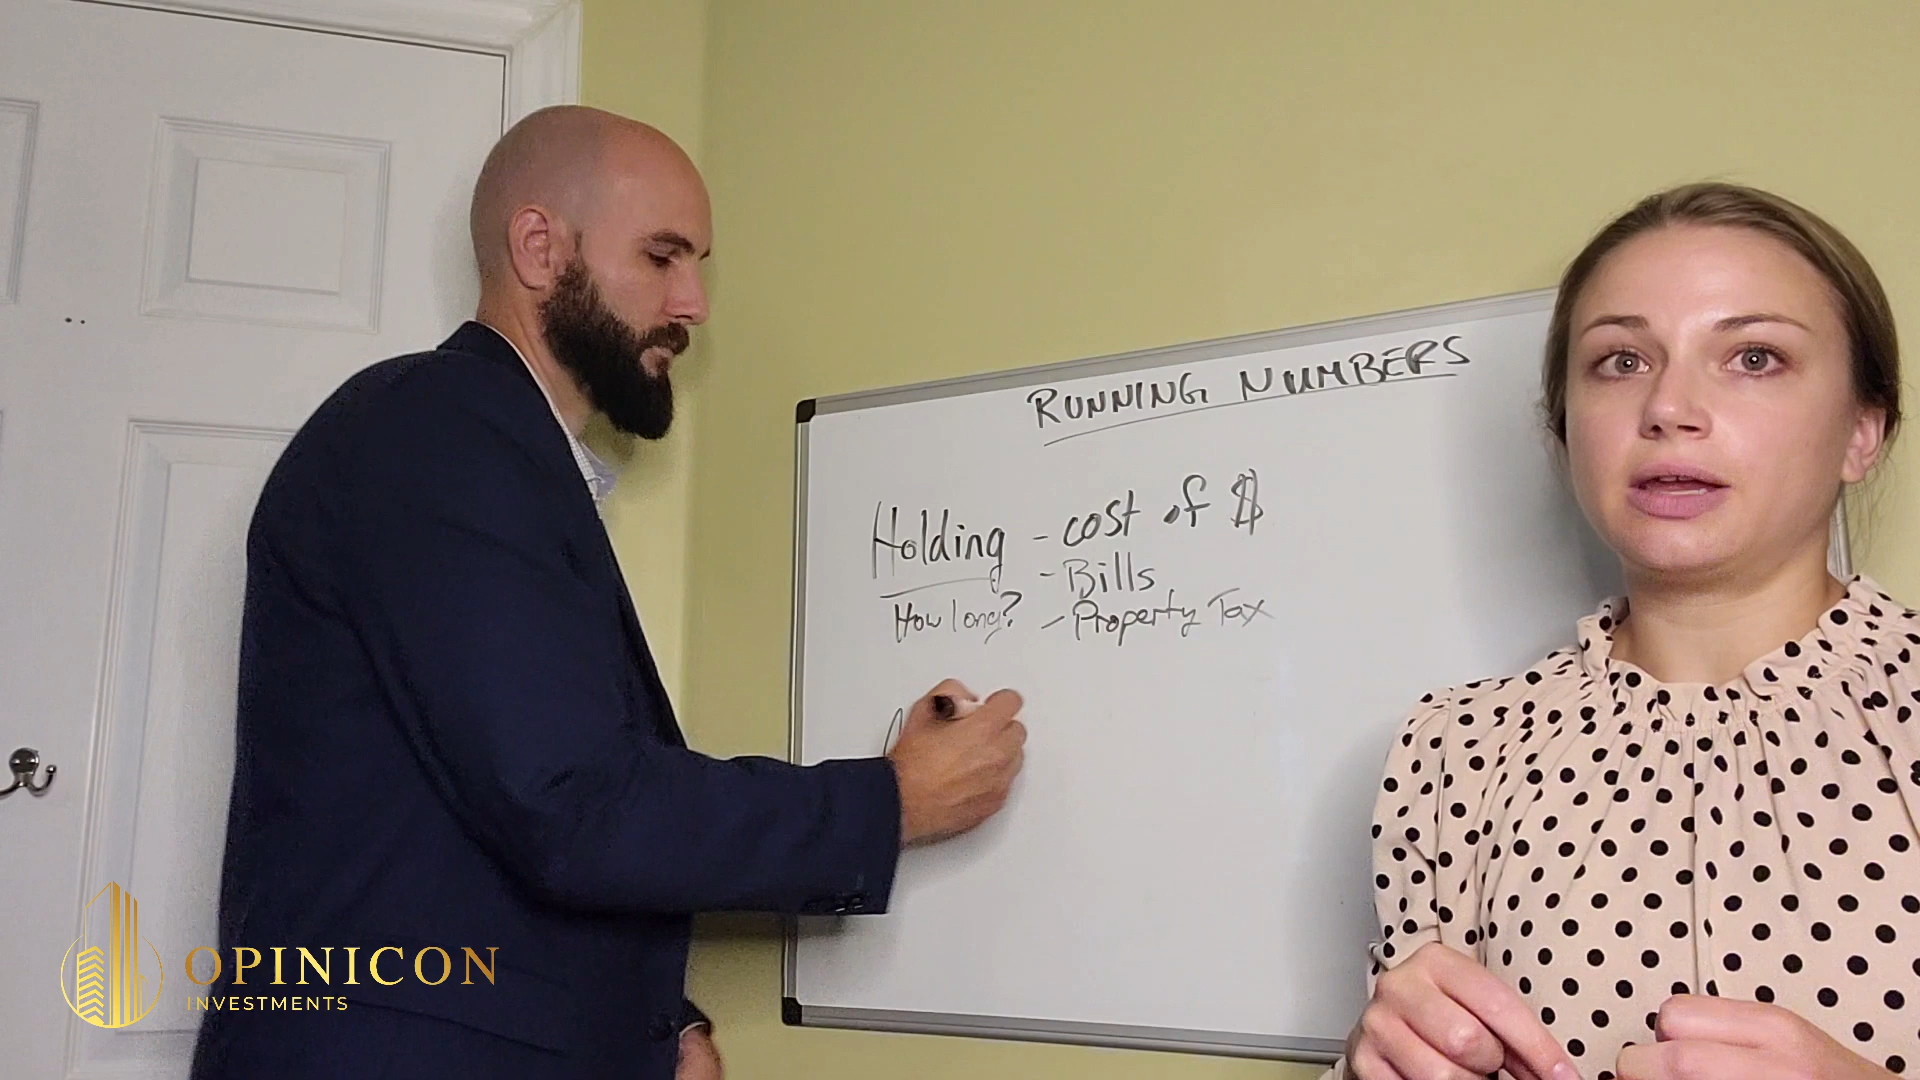 RUNNING NUMBERS
Holding - cost of $
- Bills
How long? - Property Tax
OPINICON
INVESTMENTS